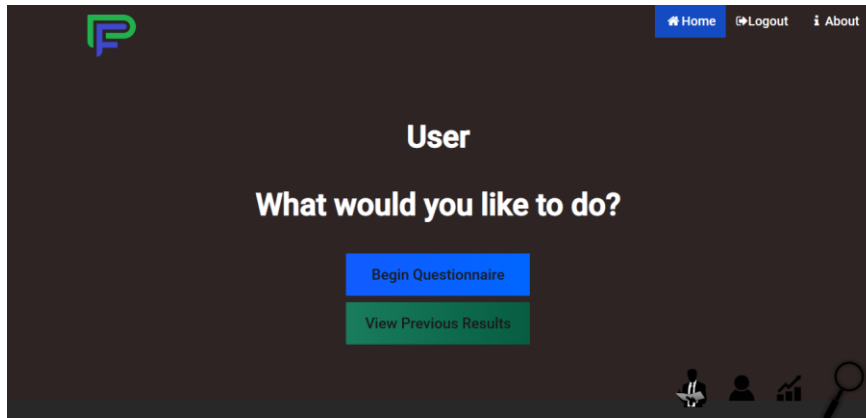 Home Logout About
User
What would you like to do?
Begin Questionnaire
View Previous Results